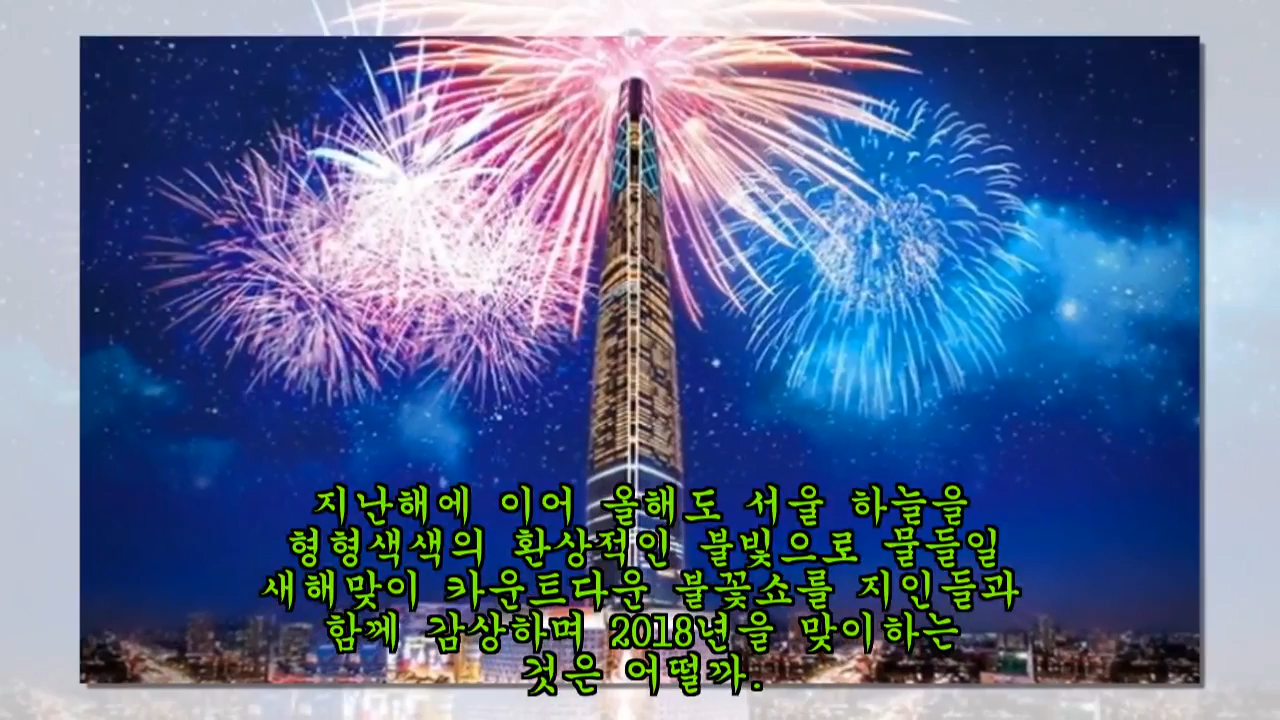 지난해에 이어 올해도 서울 하늘을
형형색색의 환상적인 불빛으로 물들일
새해맞이 카운트다운 불꽃쇼를 지인들과
함께 감상하며 2018년을 맞이하는
것은 어떨까.